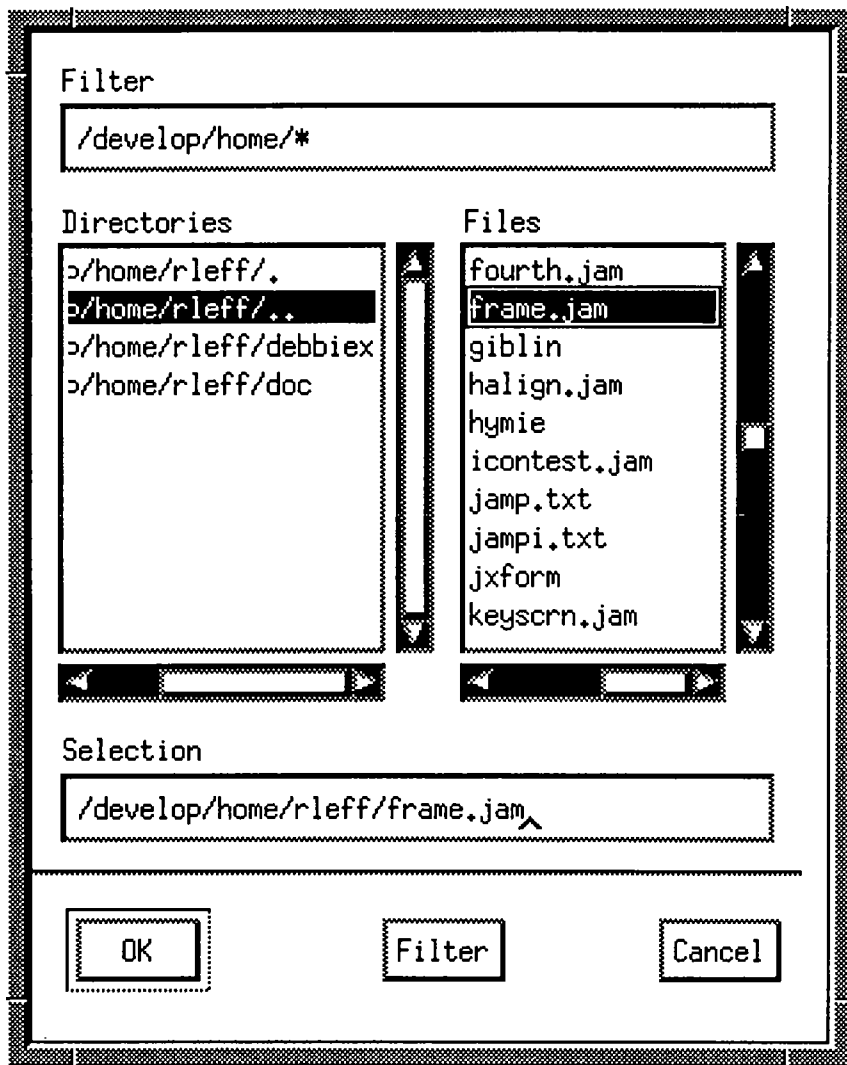 Filter
/develop/home/*
Directories
/home/rleff/.
/home/rleff/..
/home/rleff/debbiex
/home/rleff/doc
Files
fourth.jam
frame.jam
giblin
halign.jam
hymie
icontest.jam
jamp.txt
jampi.txt
jxform
keyscrn.jam
Selection
/develop/home/rleff/frame.jam
OK
Filter
Cancel